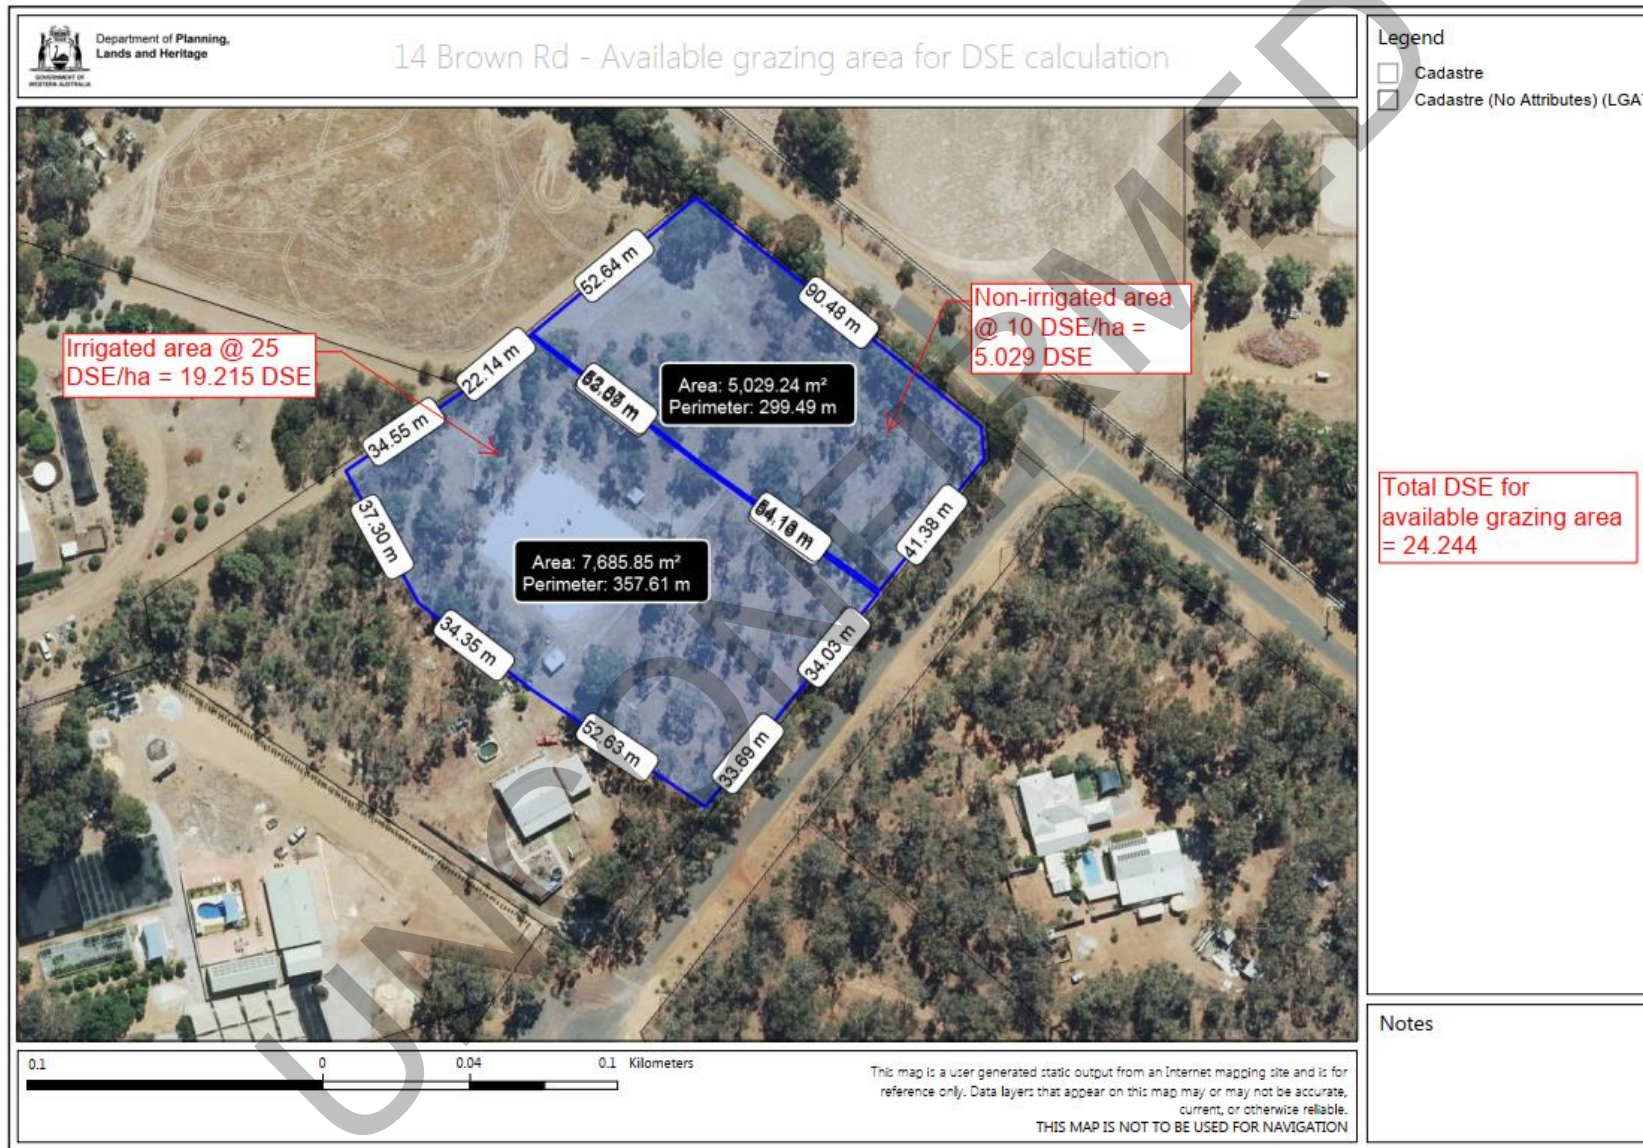 Department of Planning,
Lands and Heritage
GOVERNMENT OF
WESTERN AUSTRALIA
14 Brown Rd - Available grazing area for DSE calculation
Legend
Cadastre
Cadastre (No Attributes) (LGA
52.64 m
90.48 m
Non-irrigated area
@ 10 DSE/ha =
5.029 DSE
Irrigated area @ 25
DSE/ha = 19.215 DSE
22.14 m
Area: 5,029.24 m²
Perimeter: 299.49 m
34.55 m
37.30 m
41.38 m
Area: 7,685.85 m²
Perimeter: 357.61 m
34.35 m
34.03 m
52.63 m
33.69 m
Total DSE for
available grazing area
= 24.244
UNCONFIRMED
Notes
0.1 0 0.04 0.1 Kilometers
This map is a user generated static output from an Internet mapping site and is for
reference only. Data layers that appear on this map may or may not be accurate,
current, or otherwise reliable.
THIS MAP IS NOT TO BE USED FOR NAVIGATION